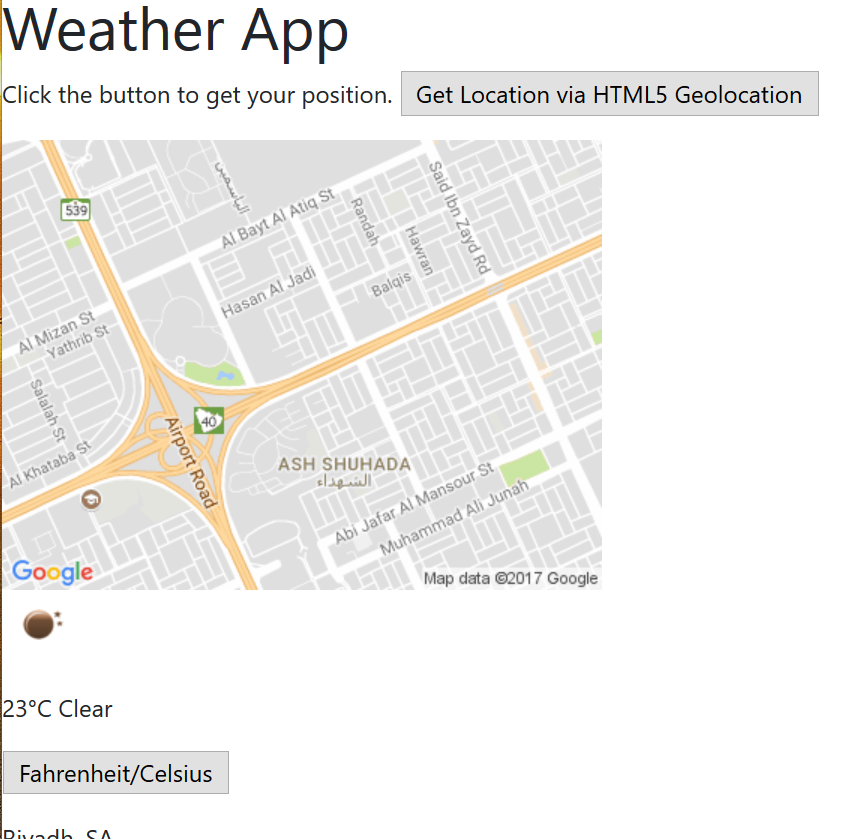 Weather App
Click the button to get your position. Get Location via HTML5 Geolocation
539
الياسمين
Al Bayt Al Atiq St
Said Ibn Zayd Rd
Randah
Hawran
Balqis
Hasan Al Jadi
Al Mizan St
Yathrib St
Salalah St
Al Khataba St
40
Airport Road
ASH SHUHADA
الشهداء
Abi Jafar Al Mansour St
Muhammad Ali Junah
Google
Map data ©2017 Google
23°C Clear
Fahrenheit/Celsius
Riyadh, SA